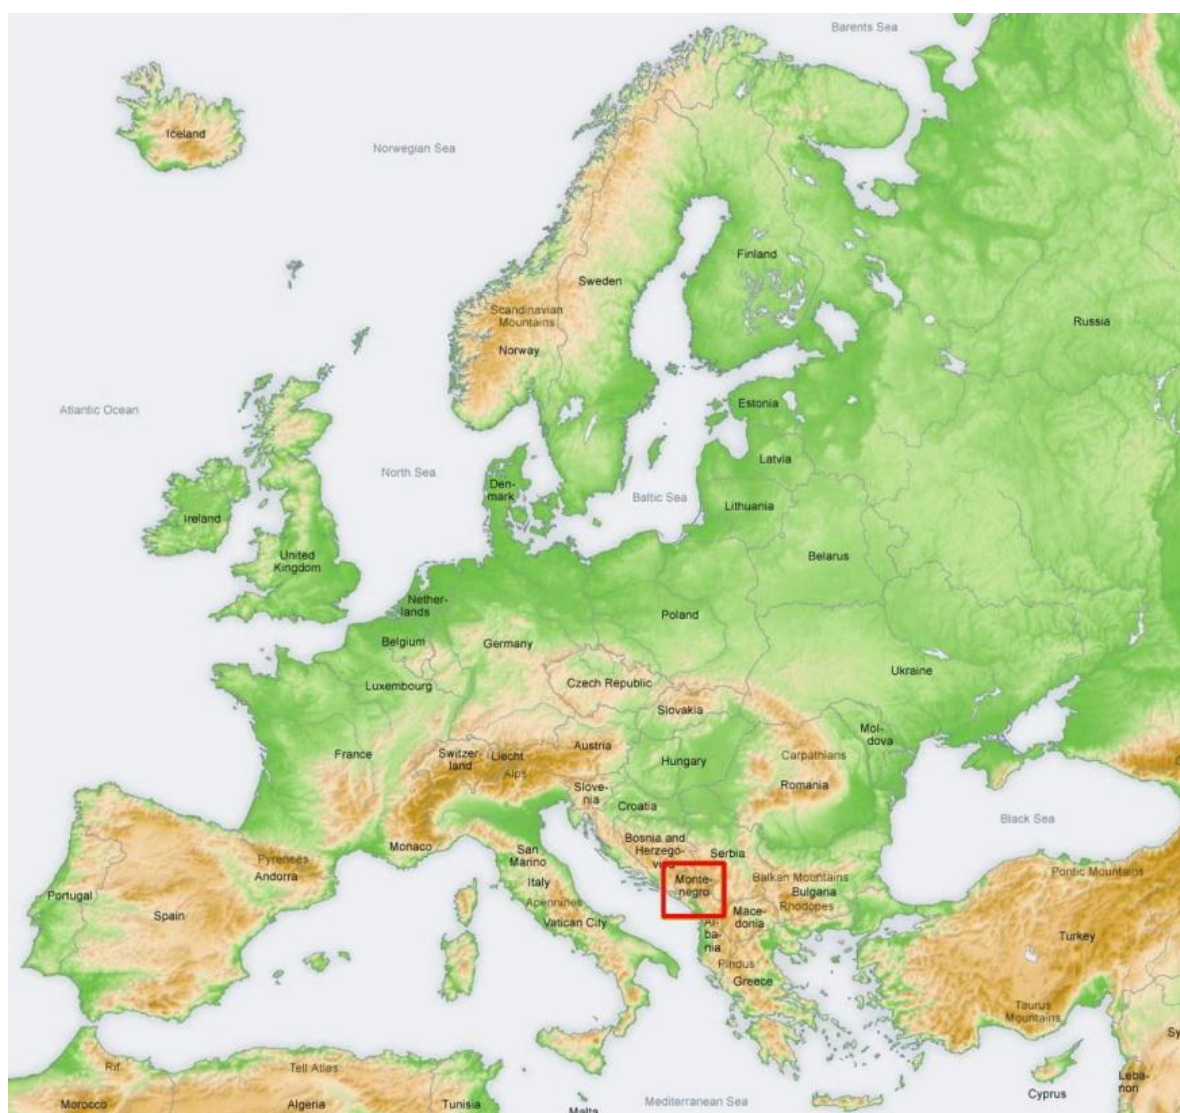 Barents Sea
Iceland
Norwegian Sea
Finland
Sweden
Scandinavian
Mountains
Russia
Norway
Atlantic Ocean
Estonia
Latvia
North Sea
Den-
mark
Baltic Sea
Lithuania
Ireland
United
Kingdom
Belarus
Nether-
lands
Poland
Belgium
Germany
Ukraine
Czech Republic
Luxembourg
Slovakia
Mol-
dova
France
Switzer-
land
Liecht
Austria
Alps
Hungary
Carpathians
Romania
Slove-
nia
Croatia
Black Sea
Bosnia and
Herzego-
vina
Monaco
San
Marino
Serbia
Pyrenees
Andorra
Italy
Monte-
negro
Balkan Mountains
Bulgaria
Rhodopes
Pontic Mountains
Portugal
Spain
Apennines
Vatican City
Mace-
donia
Al-
ba-
nia
Turkey
Pindus
Greece
Taurus
Mountains
Sy
Rif
Tell Atlas
Leba-
non
Cyprus
Morocco
Algeria
Tunisia
Malta
Mediterranean Sea